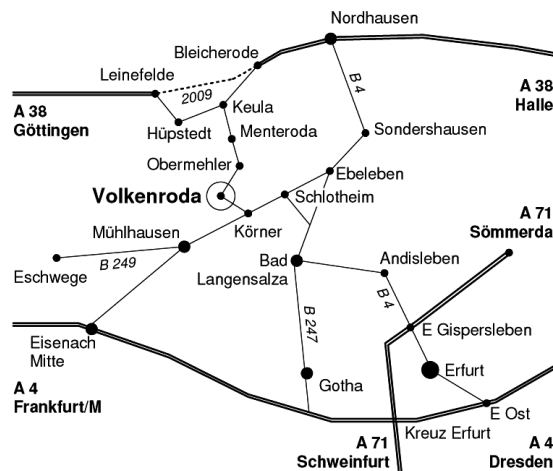 Nordhausen
Bleicherode
Leinefelde
2009
B 4
A 38
Göttingen
A 38
Halle
Keula
Hüpstedt
Menteroda
Sondershausen
Obermehler
Ebeleben
Volkenroda
Schlotheim
A 71
Sömmerda
Körner
Mühlhausen
Eschwege
B 249
Bad
Langensalza
Andisleben
B 4
E Gispersleben
B 247
Eisenach
Mitte
Erfurt
Gotha
A 4
Frankfurt/M
E Ost
Kreuz Erfurt
A 71
Schweinfurt
A 4
Dresden